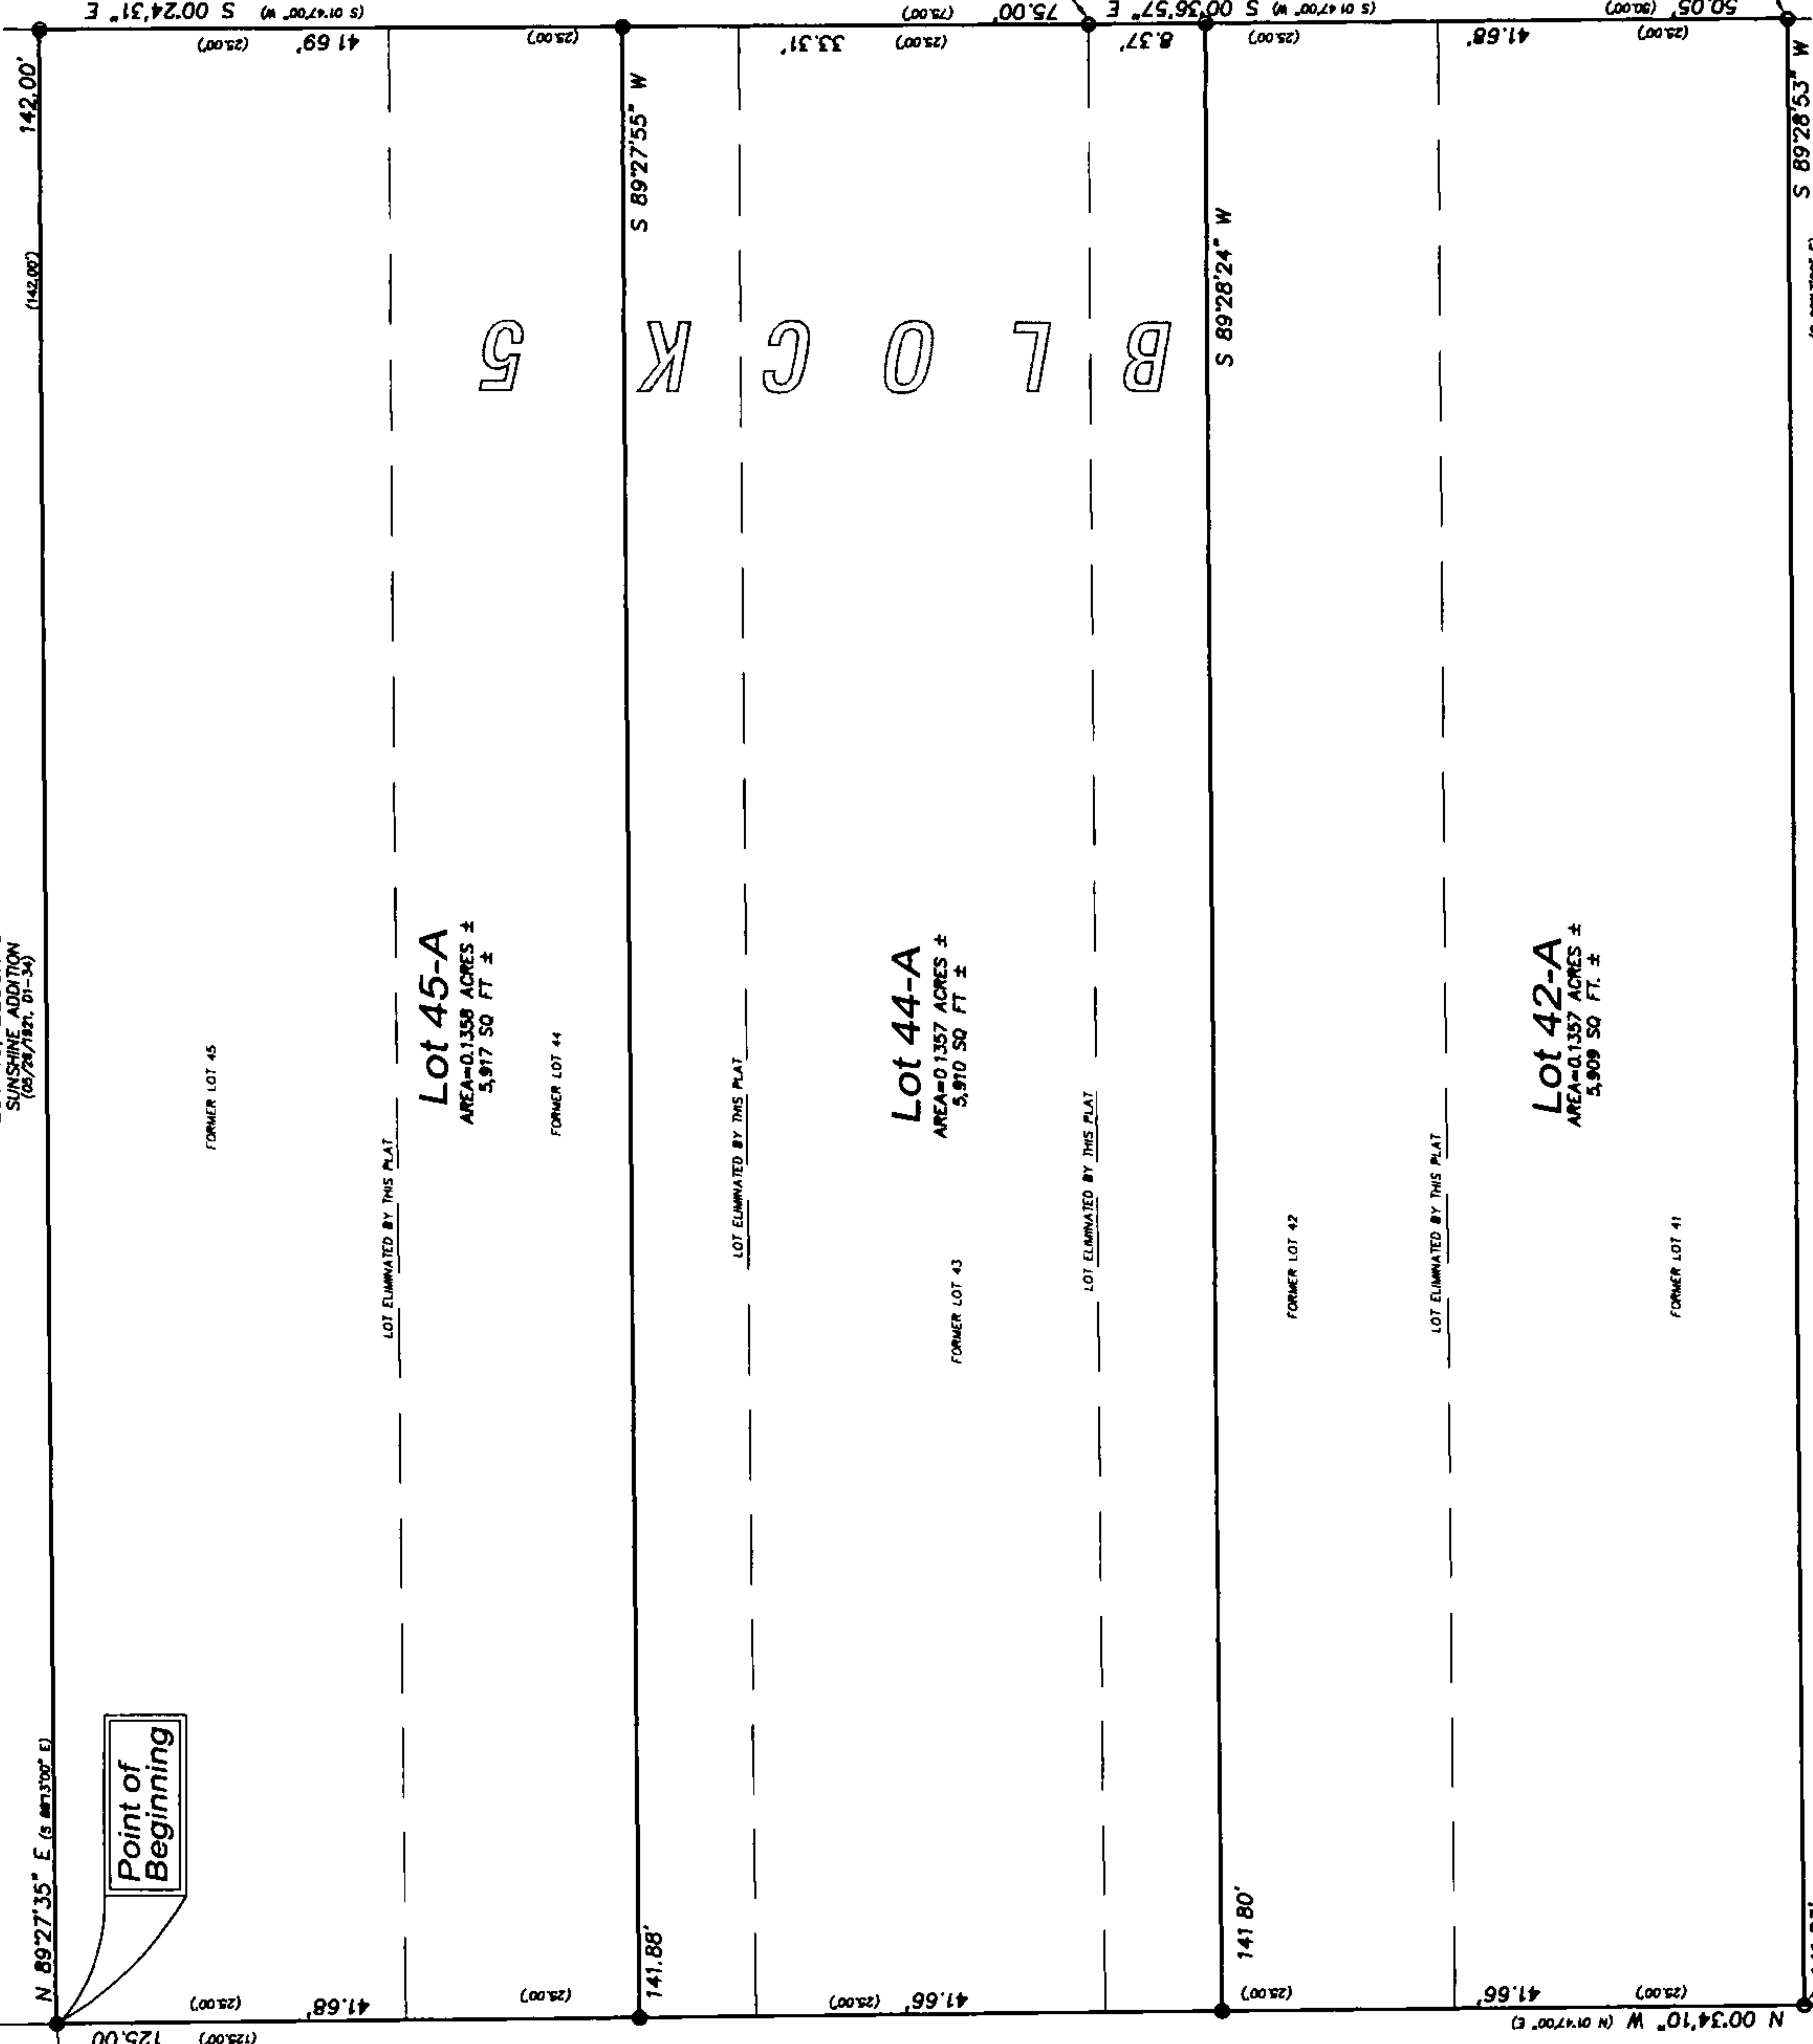 SUNSHINE ADDITION
(05/26/1921, D1-34)
N 89°27'35" E
(142.00')
142.00'
Point of
Beginning
125.00
(125.00')
(25.00')
41.68'
(25.00')
FORMER LOT 45
S 00°24'31" E (S 01°47'00" W)
(25.00')
41.69'
(25.00')
LOT ELIMINATED BY THIS PLAT
Lot 45-A
AREA=0.1358 ACRES ±
5,917 SQ FT ±
FORMER LOT 44
141.88'
S 89°27'55" W
LOT ELIMINATED BY THIS PLAT
BLOCK 5
Lot 44-A
AREA=0.1357 ACRES ±
5,910 SQ FT ±
FORMER LOT 43
(25.00')
41.66'
33.31'
(25.00')
(75.00')
75.00'
8.37'
S 00°36'57" E (S 01°47'00" W)
LOT ELIMINATED BY THIS PLAT
141.80'
S 89°28'24" W
(25.00')
(25.00')
FORMER LOT 42
LOT ELIMINATED BY THIS PLAT
Lot 42-A
AREA=0.1357 ACRES ±
5,909 SQ FT. ±
FORMER LOT 41
41.66'
(25.00')
N 00°34'10" W (N 01°47'00" E)
41.68'
(25.00')
50.05' (50.00')
S 89°28'53" W